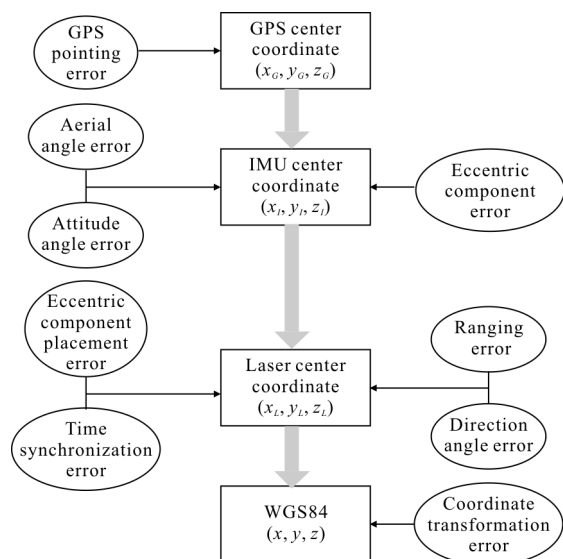 GPS
pointing
error
GPS center
coordinate
(x_G, y_G, z_G)
Aerial
angle error
Attitude
angle error
IMU center
coordinate
(x_I, y_I, z_I)
Eccentric
component
error
Eccentric
component
placement
error
Time
synchronization
error
Laser center
coordinate
(x_L, y_L, z_L)
Ranging
error
Direction
angle error
WGS84
(x, y, z)
Coordinate
transformation
error